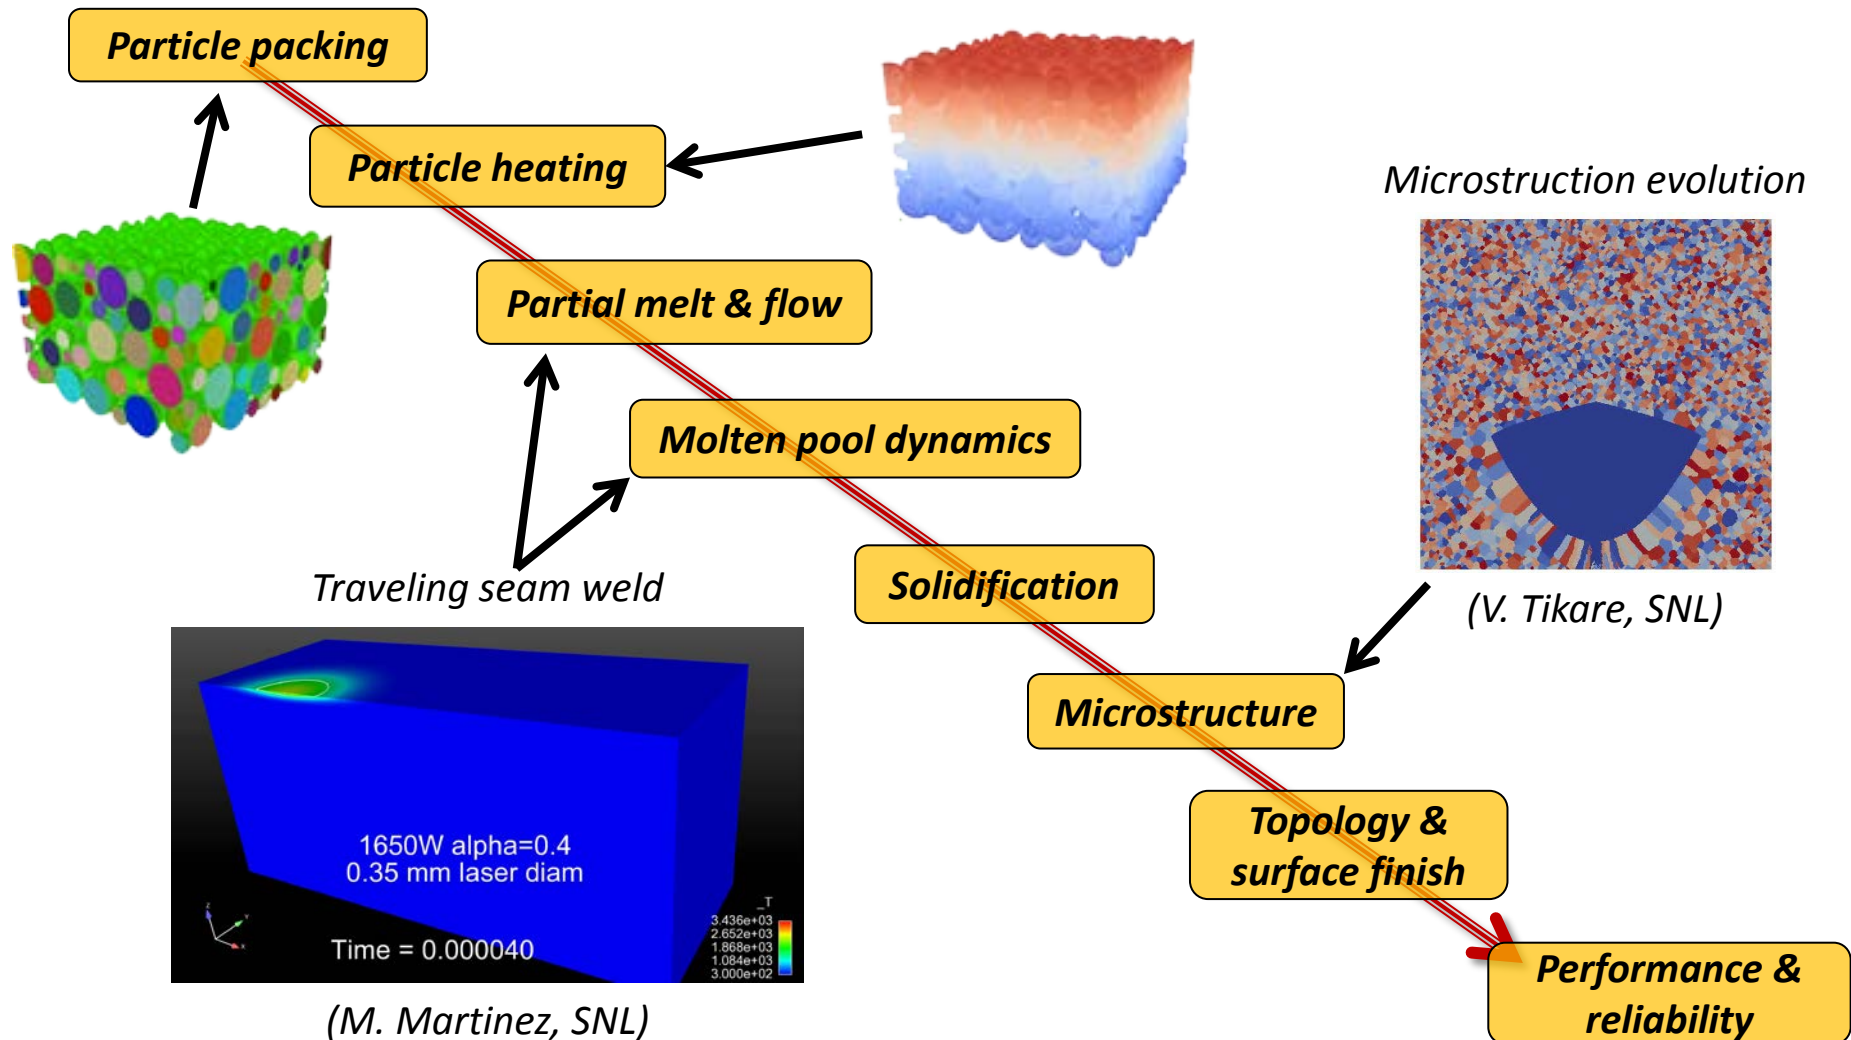 Particle packing
Particle heating
Microstruction evolution
Partial melt & flow
Molten pool dynamics
Traveling seam weld
Solidification
(V. Tikare, SNL)
Microstructure
1650W alpha=0.4
0.35 mm laser diam
Time = 0.000040
_T
3.436e+03
2.652e+03
1.868e+03
1.084e+03
3.000e+02
z
y
x
(M. Martinez, SNL)
Topology &
surface finish
Performance &
reliability